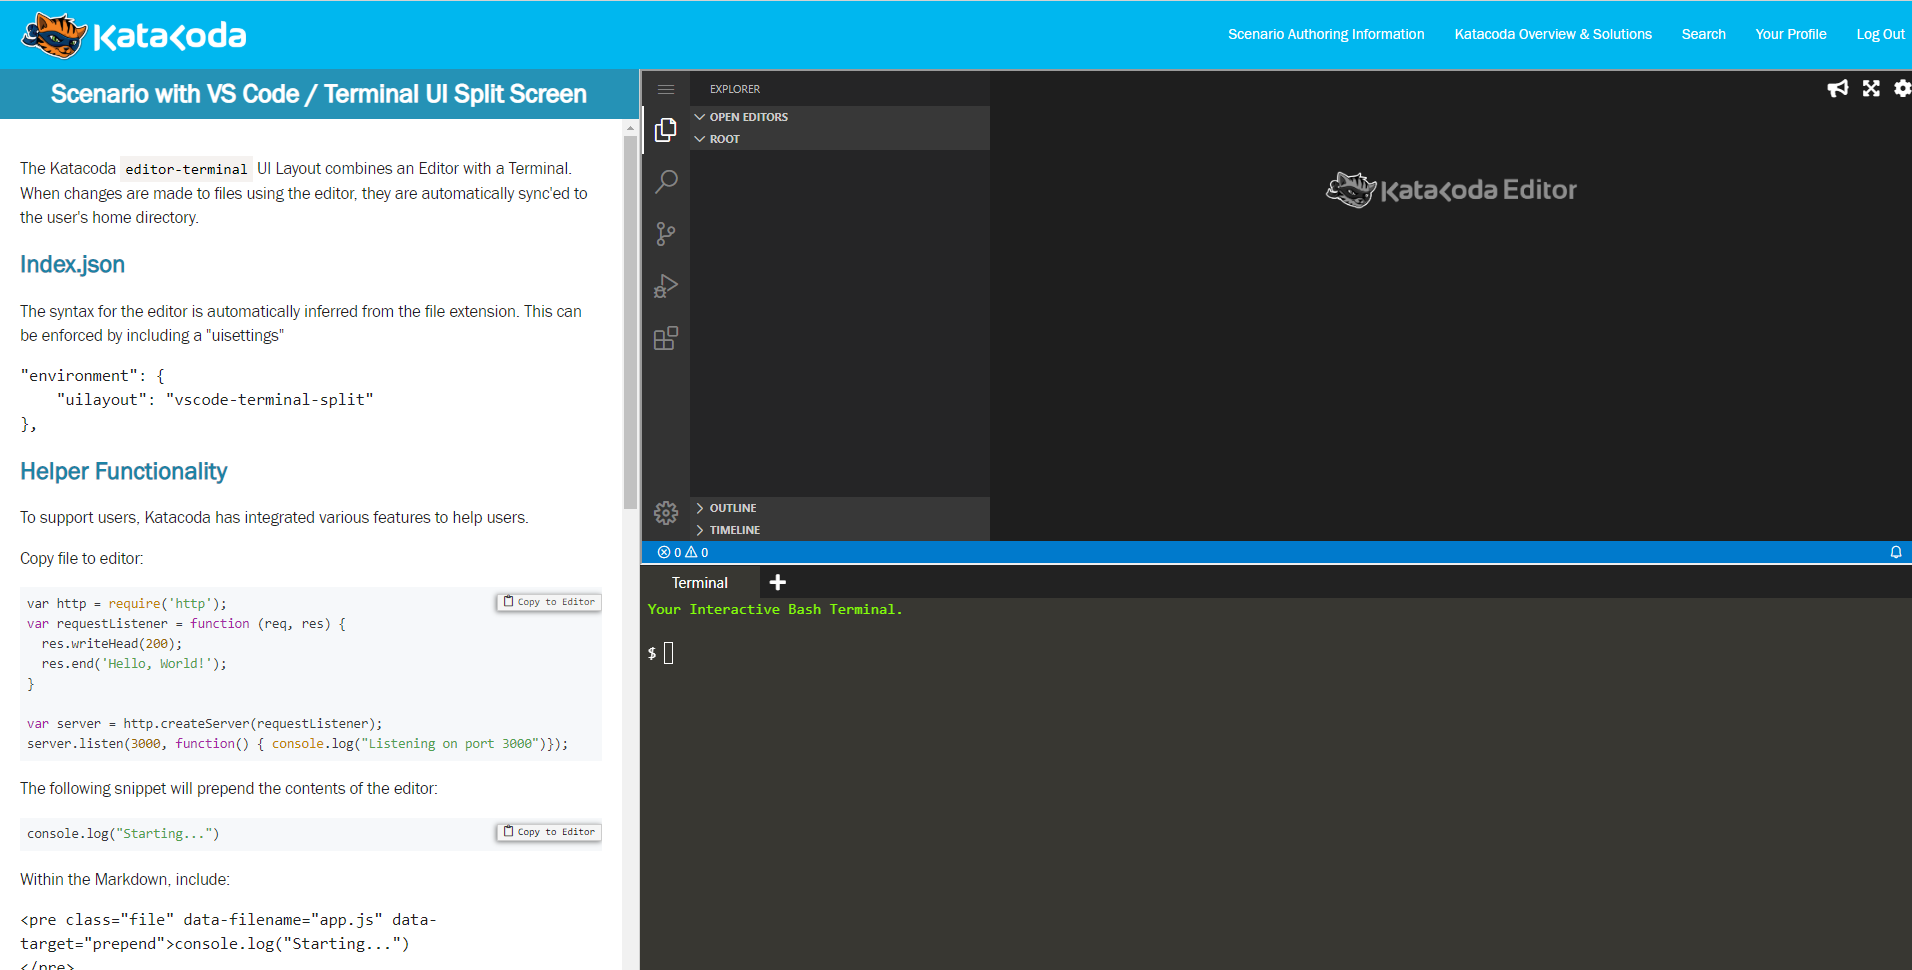 Katacoda
Scenario Authoring Information
Katacoda Overview & Solutions
Search
Your Profile
Log Out
Scenario with VS Code / Terminal UI Split Screen
The Katacoda editor-terminal UI Layout combines an Editor with a Terminal.
When changes are made to files using the editor, they are automatically sync'ed to
the user's home directory.
Index.json
The syntax for the editor is automatically inferred from the file extension. This can
be enforced by including a "uisettings"
"environment": {
    "uilayout": "vscode-terminal-split"
},
Helper Functionality
To support users, Katacoda has integrated various features to help users.
Copy file to editor:
Copy to Editor
var http = require('http');
var requestListener = function (req, res) {
  res.writeHead(200);
  res.end('Hello, World!');
}
var server = http.createServer(requestListener);
server.listen(3000, function() { console.log("Listening on port 3000")});
The following snippet will prepend the contents of the editor:
console.log("Starting...")
Copy to Editor
Within the Markdown, include:
<pre class="file" data-filename="app.js" data-
target="prepend">console.log("Starting...")
</pre>
EXPLORER
OPEN EDITORS
ROOT
OUTLINE
TIMELINE
Katacoda Editor
0 0
Terminal
Your Interactive Bash Terminal.
$